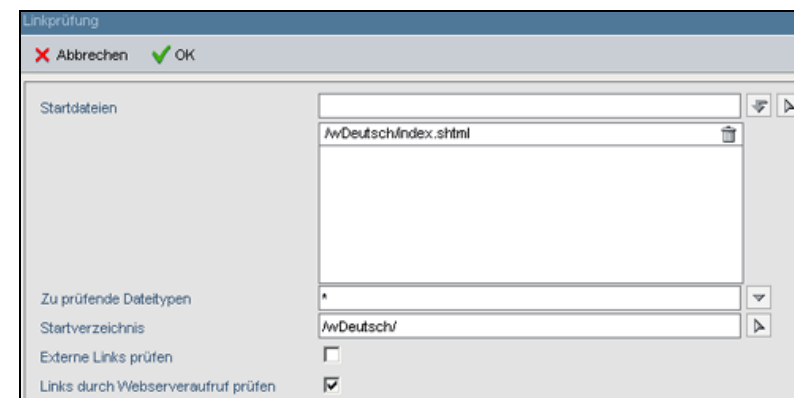 Linkprüfung
Abbrechen OK
Startdateien
/wDeutsch/index.shtml
Zu prüfende Dateitypen *
Startverzeichnis /wDeutsch/
Externe Links prüfen
Links durch Webserveraufruf prüfen